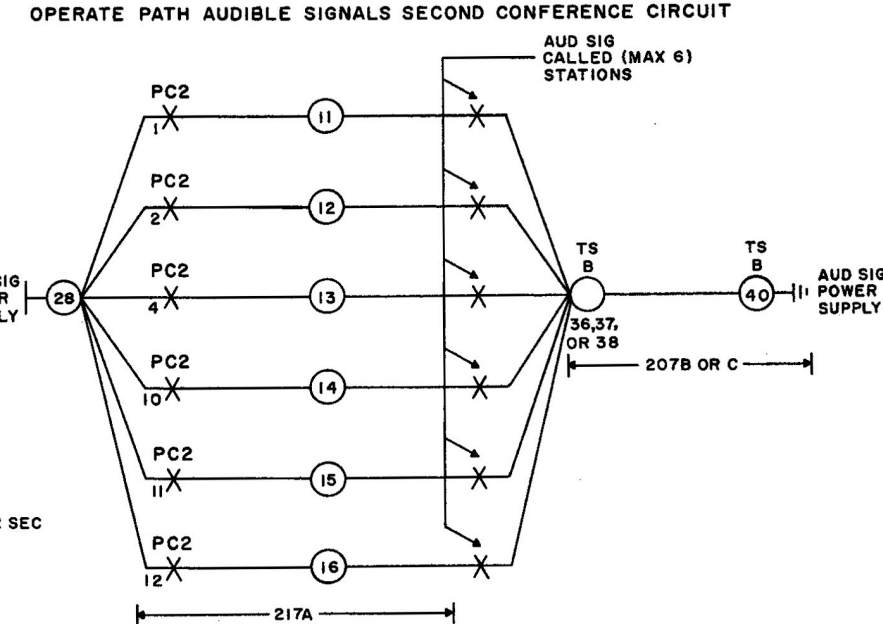 OPERATE PATH AUDIBLE SIGNALS SECOND CONFERENCE CIRCUIT
AUD SIG
CALLED (MAX 6)
STATIONS
PC2
1
11
PC2
2
12
PC2
4
13
SIG
28
TS
B
36,37,
OR 38
TS
B
40
AUD SIG
POWER
SUPPLY
207B OR C
PC2
10
14
PC2
11
15
SEC
PC2
12
16
217A